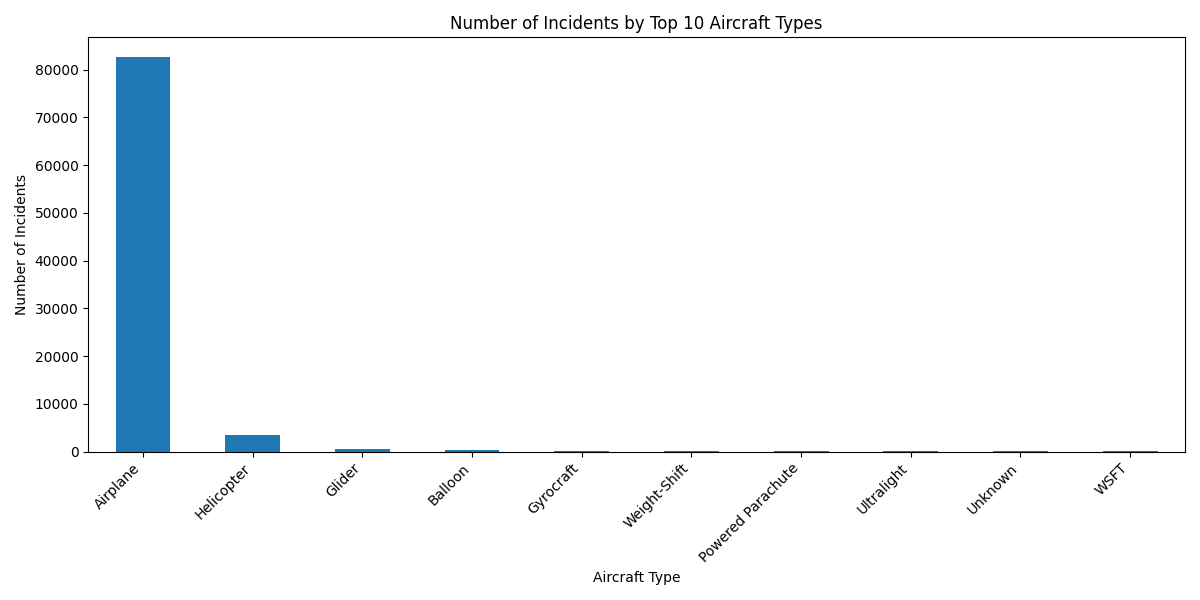 Number of Incidents by Top 10 Aircraft Types
Number of Incidents
80000
70000
60000
50000
40000
30000
20000
10000
0
Airplane
Helicopter
Glider
Balloon
Gyrocraft
Weight-Shift
Powered Parachute
Ultralight
Unknown
WSFT
Aircraft Type